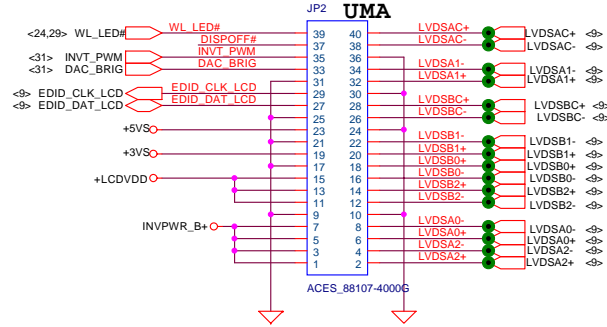 JP2 UMA
<24,29> WL_LED# WL_LED# 39 40 LVDSAC+ LVDSAC+ <9>
DISPOFF# 37 38 LVDSAC- LVDSAC- <9>
<31> INVT_PWM INVT_PWM 35 36
<31> DAC_BRIG DAC_BRIG 33 34 LVDSA1- LVDSA1- <9>
31 32 LVDSA1+ LVDSA1+ <9>
<9> EDID_CLK_LCD EDID_CLK_LCD 29 30
<9> EDID_DAT_LCD EDID_DAT_LCD 27 28 LVDSBC+ LVDSBC+ <9>
25 26 LVDSBC- LVDSBC- <9>
+5VS 23 24
21 22 LVDSB1- LVDSB1- <9>
+3VS 19 20 LVDSB1+ LVDSB1+ <9>
17 18 LVDSB0+ LVDSB0+ <9>
+LCDVDD 15 16 LVDSB0- LVDSB0- <9>
13 14 LVDSB2+ LVDSB2+ <9>
11 12 LVDSB2- LVDSB2- <9>
9 10
INVPWR_B+ 7 8 LVDSA0- LVDSA0- <9>
5 6 LVDSA0+ LVDSA0+ <9>
3 4 LVDSA2- LVDSA2- <9>
1 2 LVDSA2+ LVDSA2+ <9>
ACES_88107-4000G